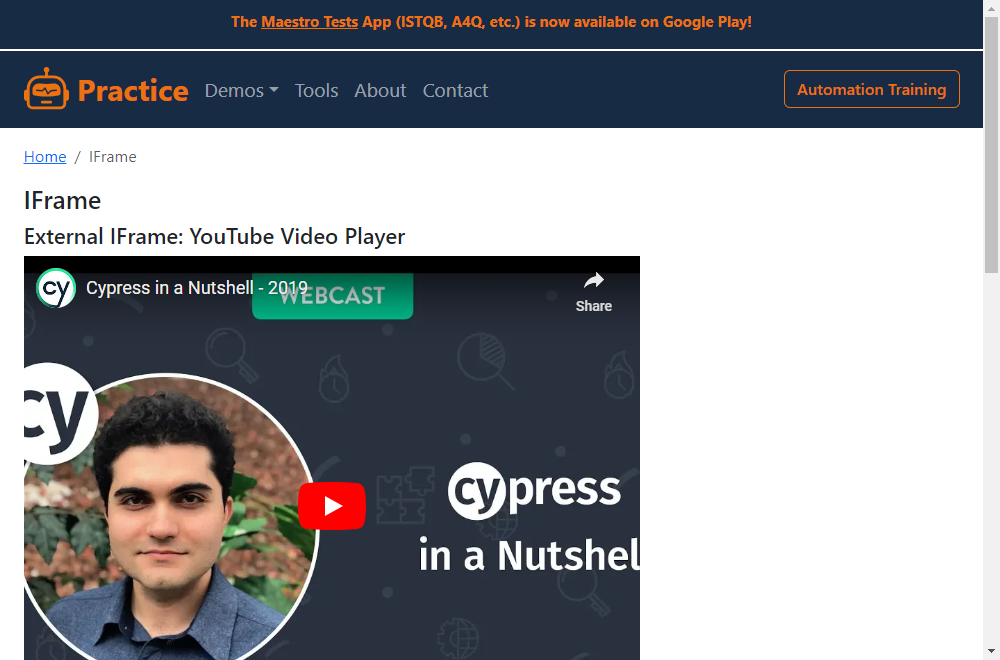 The Maestro Tests App (ISTQB, A4Q, etc.) is now available on Google Play!
Practice Demos Tools About Contact Automation Training
Home / IFrame
IFrame
External IFrame: YouTube Video Player
cy Cypress in a Nutshell - 2019 Share
WEBCAST
cy
cypress
in a Nutshell